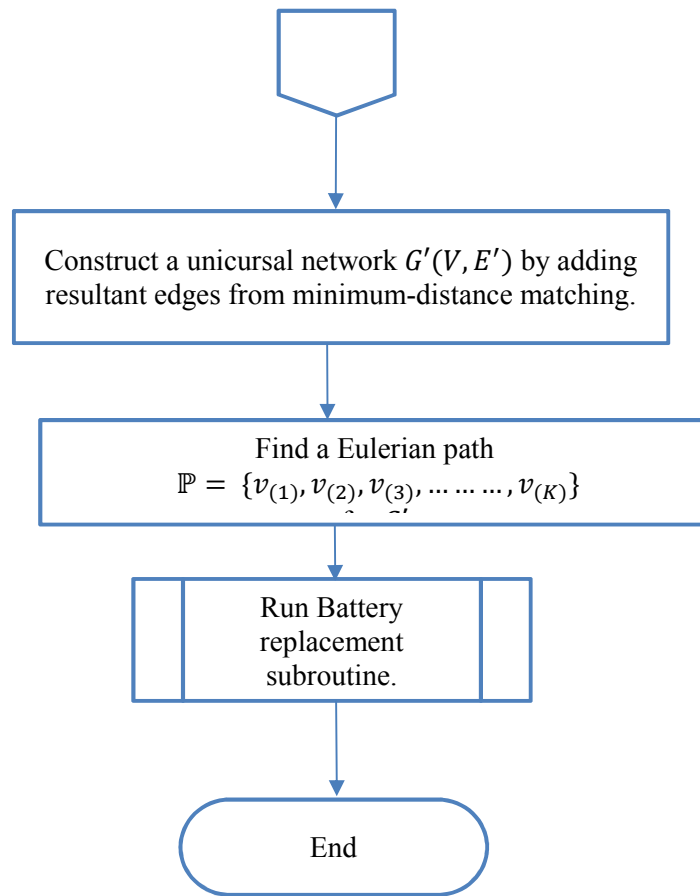 Construct a unicursal network G′(V, E′) by adding
resultant edges from minimum-distance matching.
Find a Eulerian path
ℙ = {v₍₁₎, v₍₂₎, v₍₃₎, … … … , v₍K₎}
Run Battery
replacement
subroutine.
End